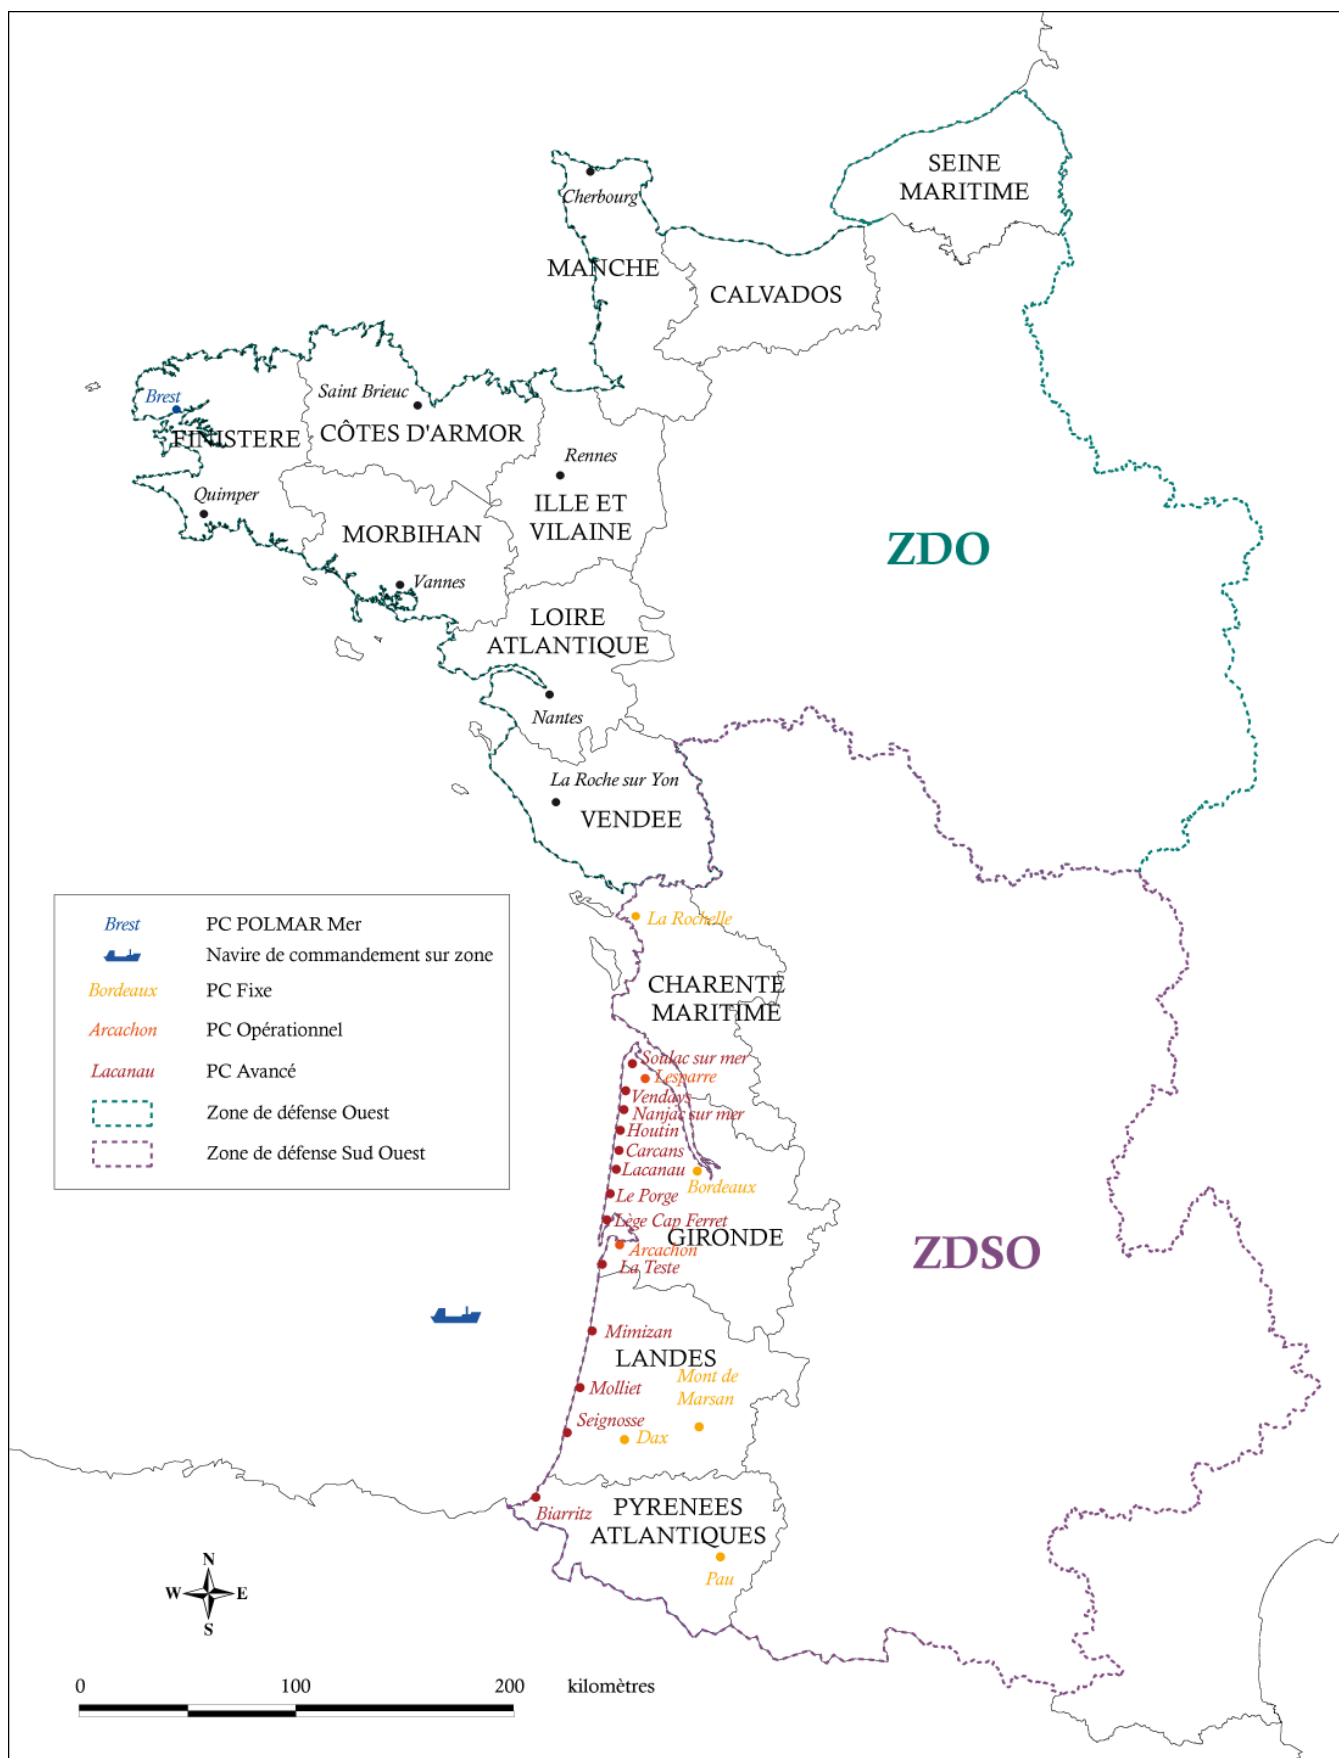 SEINE
MARITIME
Cherbourg
MANCHE
CALVADOS
Saint Brieuc
Brest
CÔTES D'ARMOR
FINISTERE
Rennes
Quimper
ILLE ET
VILAINE
MORBIHAN
ZDO
Vannes
LOIRE
ATLANTIQUE
Nantes
La Roche sur Yon
VENDEE
Brest PC POLMAR Mer
Navire de commandement sur zone
Bordeaux PC Fixe
Arcachon PC Opérationnel
Lacanau PC Avancé
Zone de défense Ouest
Zone de défense Sud Ouest
La Rochelle
CHARENTE
MARITIME
Soulac sur mer
Lesparre
Vendays
Nanjac sur mer
Houtin
Carcans
Lacanau
Bordeaux
Le Porge
Lège Cap Ferret
GIRONDE
Arcachon
La Teste
ZDSO
Mimizan
LANDES
Mont de
Marsan
Molliet
Seignosse
Dax
Biarritz
PYRENEES
ATLANTIQUES
Pau
N
W E
S
0 100 200 kilomètres